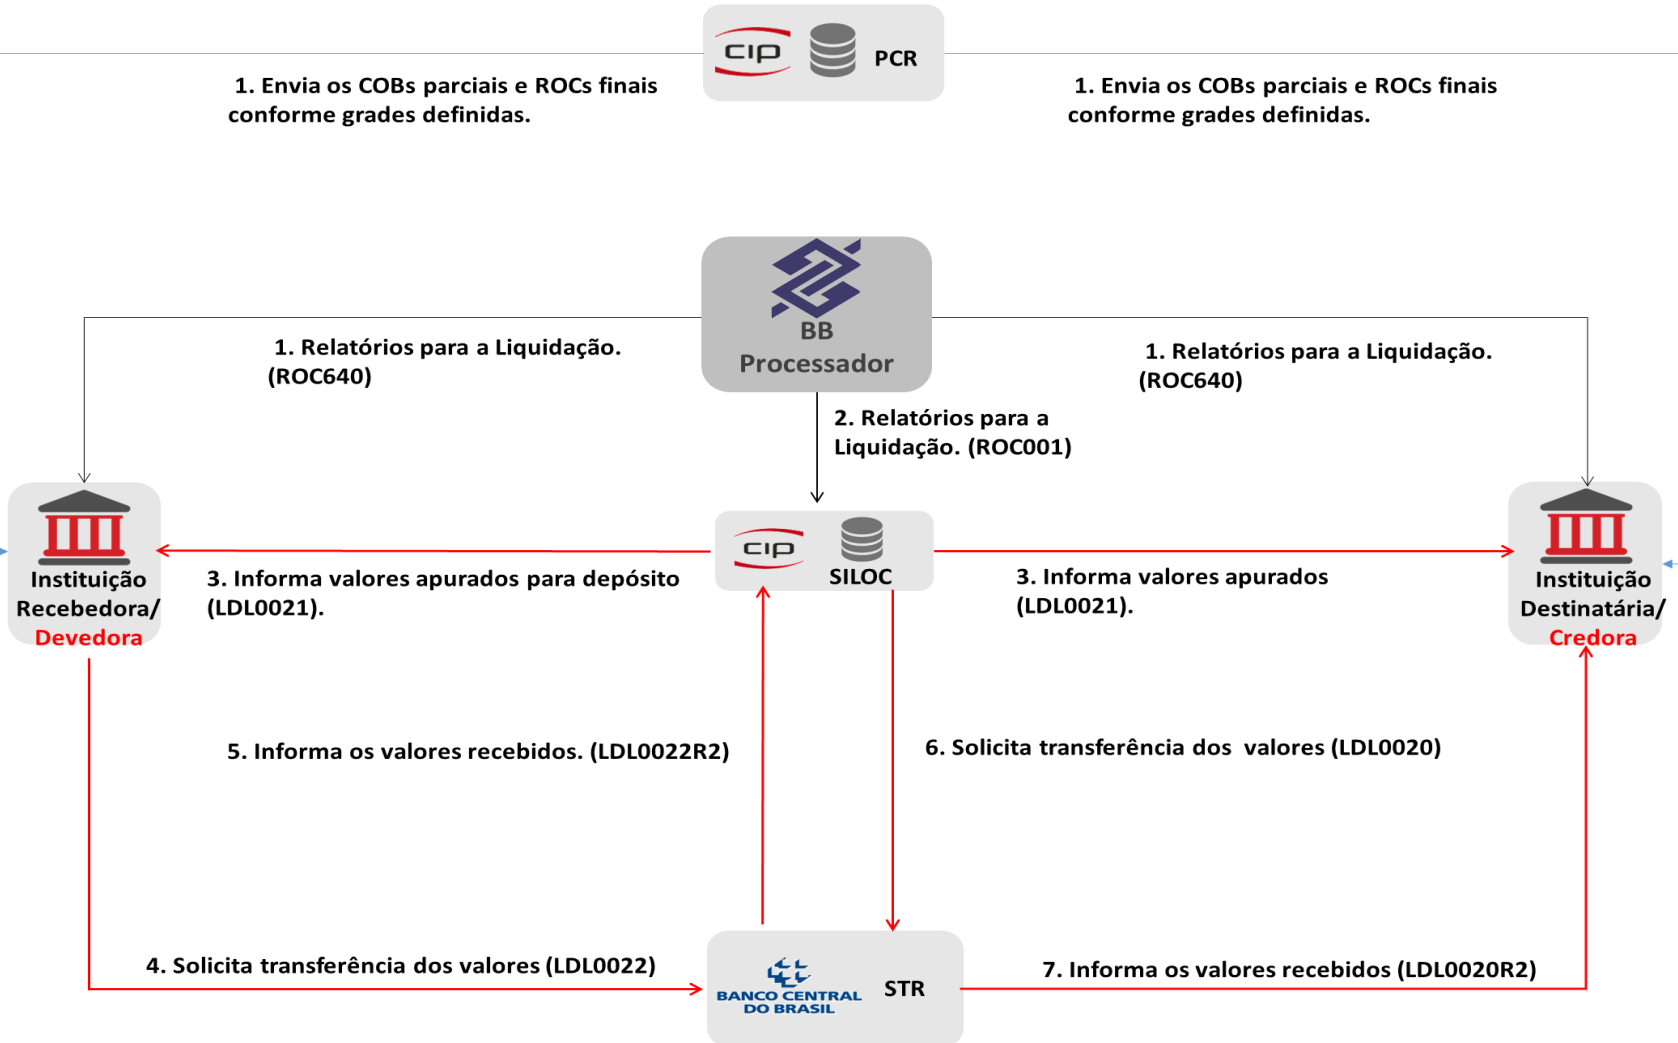 cip
PCR
1. Envia os COBs parciais e ROCs finais
conforme grades definidas.
1. Envia os COBs parciais e ROCs finais
conforme grades definidas.
BB
Processador
1. Relatórios para a Liquidação.
(ROC640)
1. Relatórios para a Liquidação.
(ROC640)
2. Relatórios para a
Liquidação. (ROC001)
cip
SILOC
Instituição
Recebedora/
Devedora
3. Informa valores apurados para depósito
(LDL0021).
3. Informa valores apurados
(LDL0021).
Instituição
Destinatária/
Credora
5. Informa os valores recebidos. (LDL0022R2)
6. Solicita transferência dos  valores (LDL0020)
4. Solicita transferência dos valores (LDL0022)
BANCO CENTRAL
DO BRASIL
STR
7. Informa os valores recebidos (LDL0020R2)